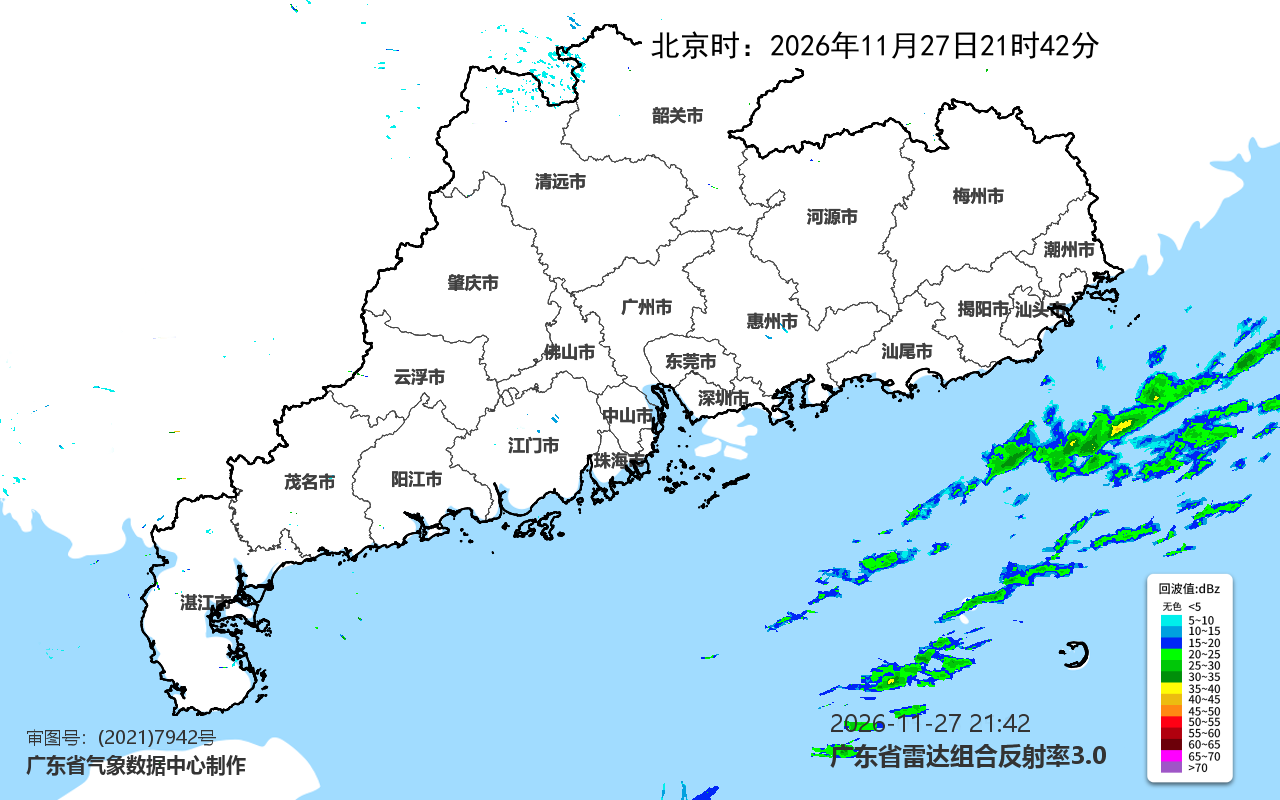 北京时：2026年11月27日21时42分
韶关市
清远市
梅州市
河源市
潮州市
肇庆市
广州市
揭阳市
汕头市
惠州市
佛山市
汕尾市
东莞市
云浮市
深圳市
中山市
江门市
珠海市
阳江市
茂名市
湛江市
回波值:dBz
无色 <5
5~10
10~15
15~20
20~25
25~30
30~35
35~40
40~45
45~50
50~55
55~60
60~65
65~70
>70
2026-11-27 21:42
广东省雷达组合反射率3.0
审图号：(2021)7942号
广东省气象数据中心制作